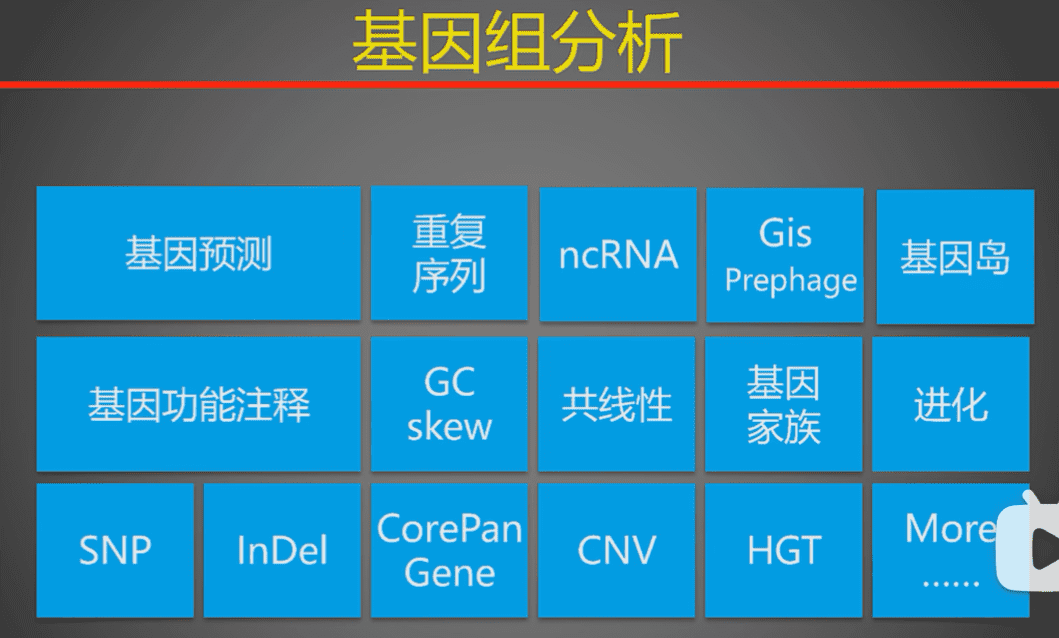 基因组分析
基因预测
重复
序列
ncRNA
Gis
Prephage
基因岛
基因功能注释
GC
skew
共线性
基因
家族
进化
SNP
InDel
CorePan
Gene
CNV
HGT
More
......